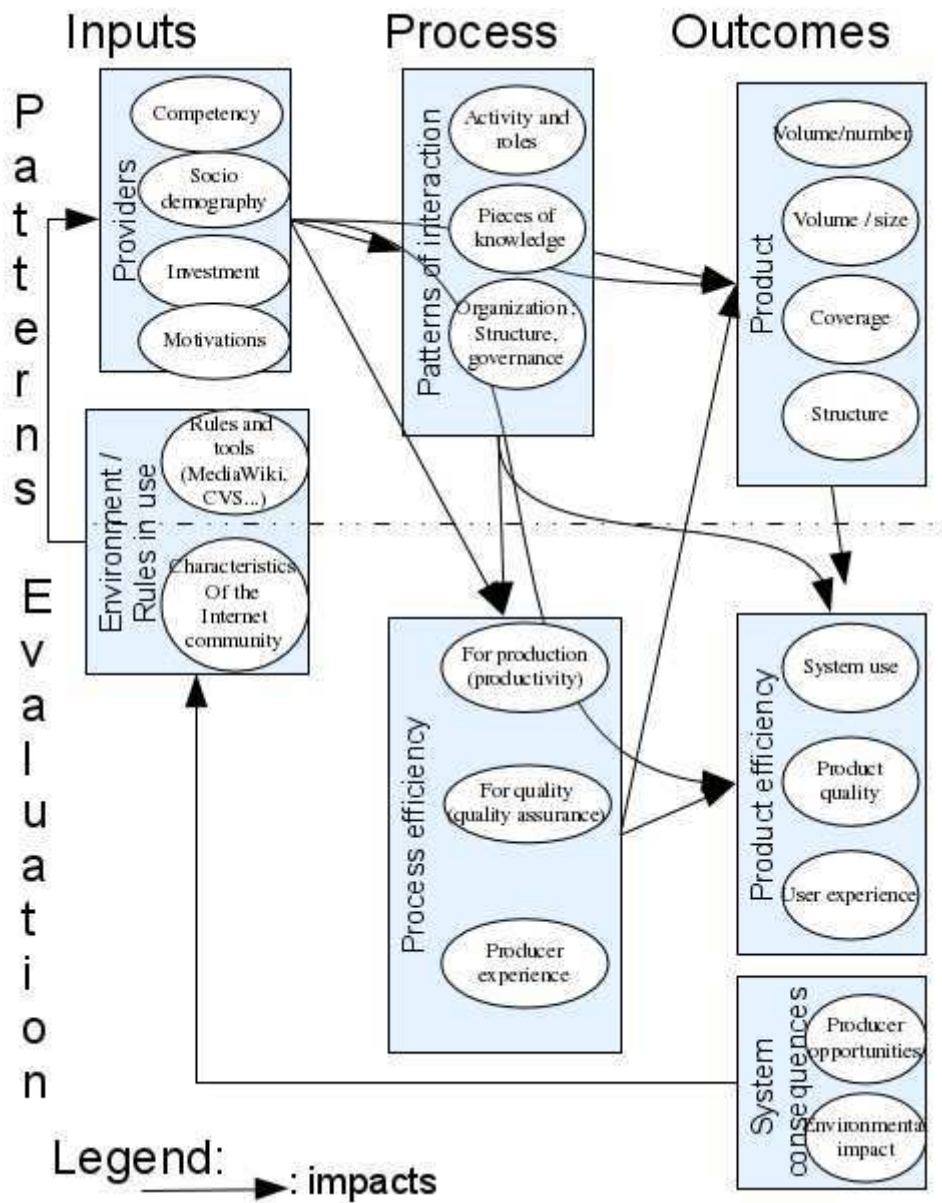 Inputs
Process
Outcomes
Patterns
Providers
Competency
Socio
demography
Investment
Motivations
Environment /
Rules in use
Rules and
tools
(MediaWiki,
CVS...)
Characteristics
Of the
Internet
community
Patterns of interaction
Activity and
roles
Pieces of
knowledge
Organization :
Structure,
governance
Product
Volume/number
Volume / size
Coverage
Structure
Evaluation
Process efficiency
For production
(productivity)
For quality
(quality assurance)
Producer
experience
Product efficiency
System use
Product
quality
User experience
System
consequences
Producer
opportunities
Environmental
impact
Legend:
: impacts